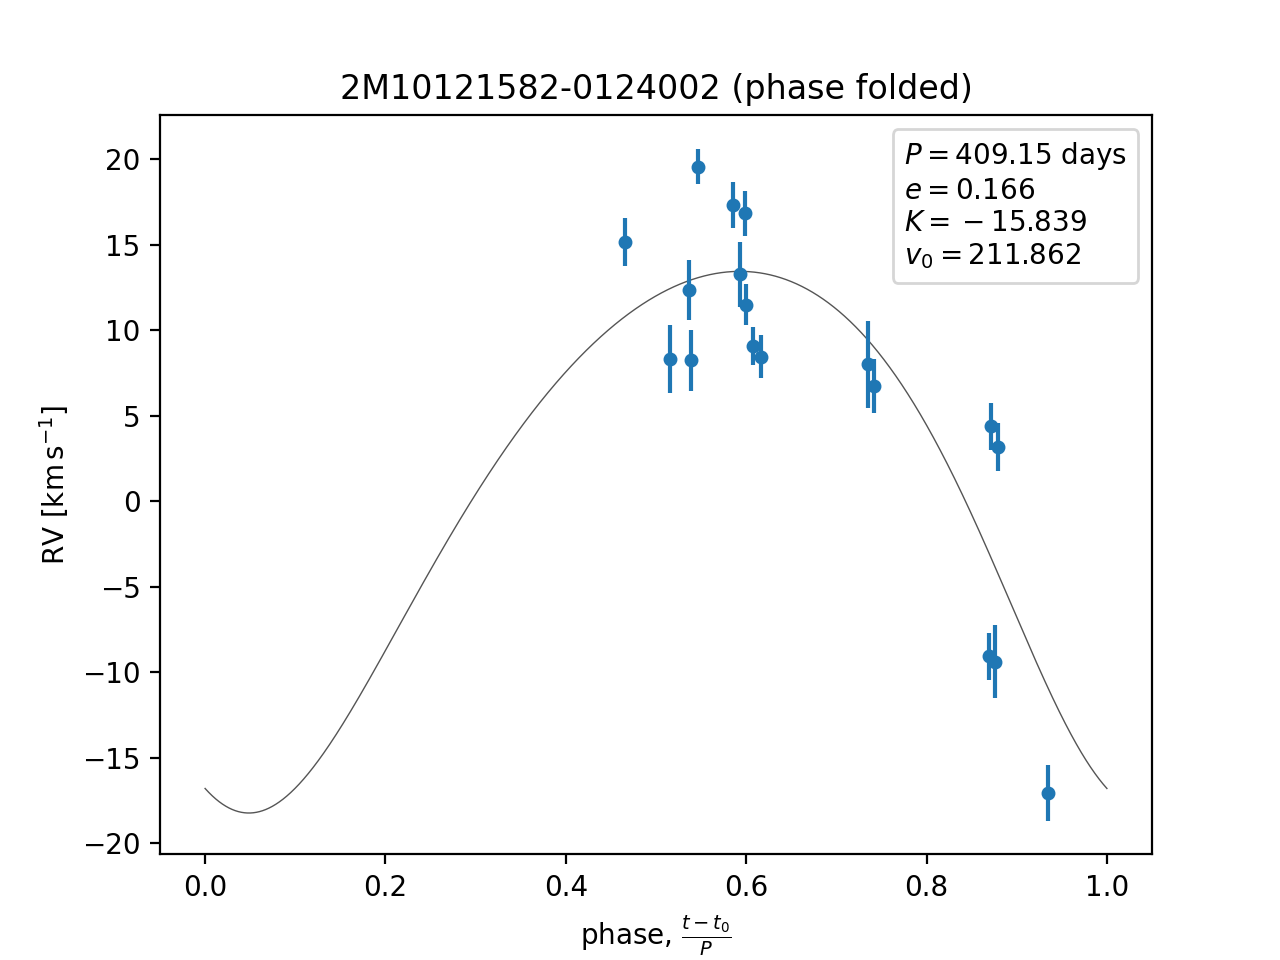 2M10121582-0124002 (phase folded)
P = 409.15 days
e = 0.166
K = −15.839
v₀ = 211.862
RV [km s⁻¹]
20
15
10
5
0
−5
−10
−15
−20
0.0 0.2 0.4 0.6 0.8 1.0
phase, (t − t₀)/P